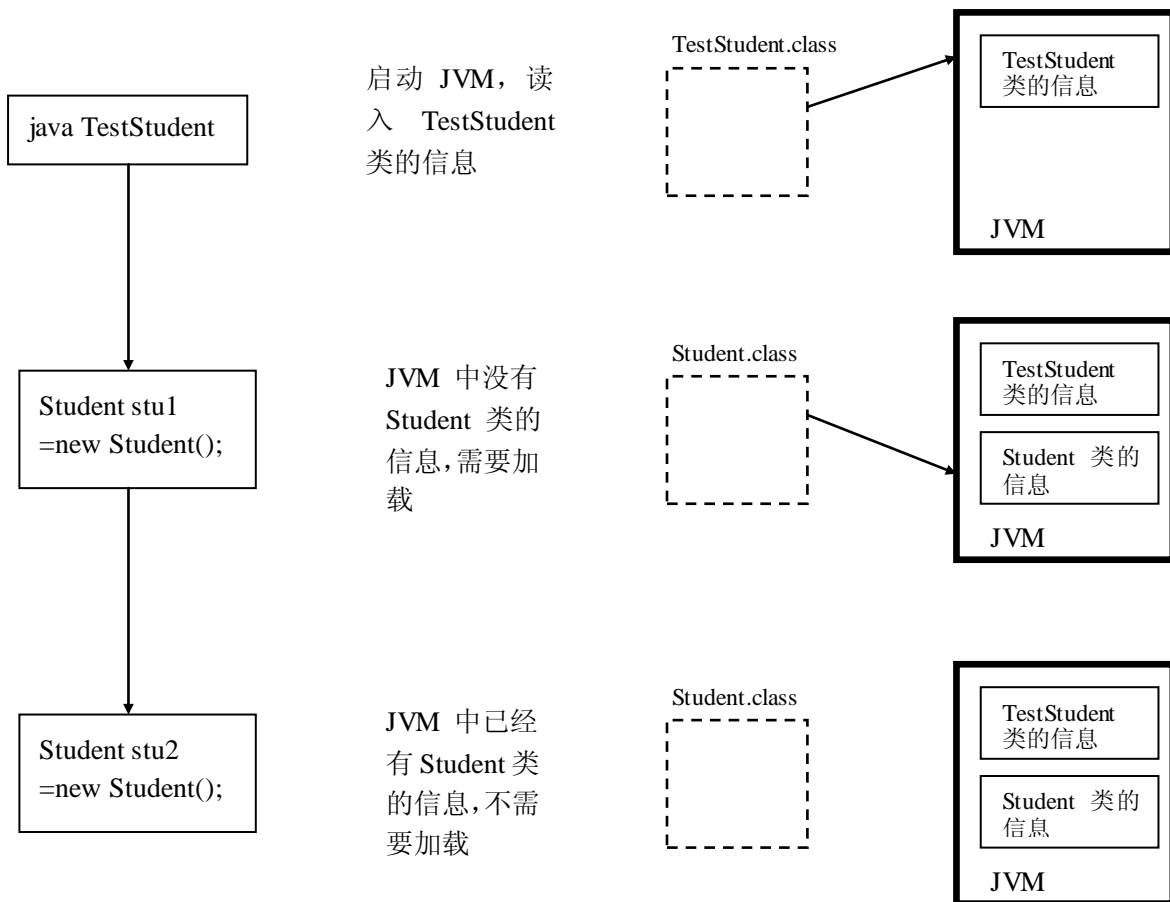 java TestStudent
启动 JVM，读
入 TestStudent
类的信息
TestStudent.class
TestStudent
类的信息
JVM
Student stu1
=new Student();
JVM 中没有
Student 类的
信息，需要加
载
Student.class
TestStudent
类的信息
Student 类的
信息
JVM
Student stu2
=new Student();
JVM 中已经
有 Student 类
的信息，不需
要加载
Student.class
TestStudent
类的信息
Student 类的
信息
JVM